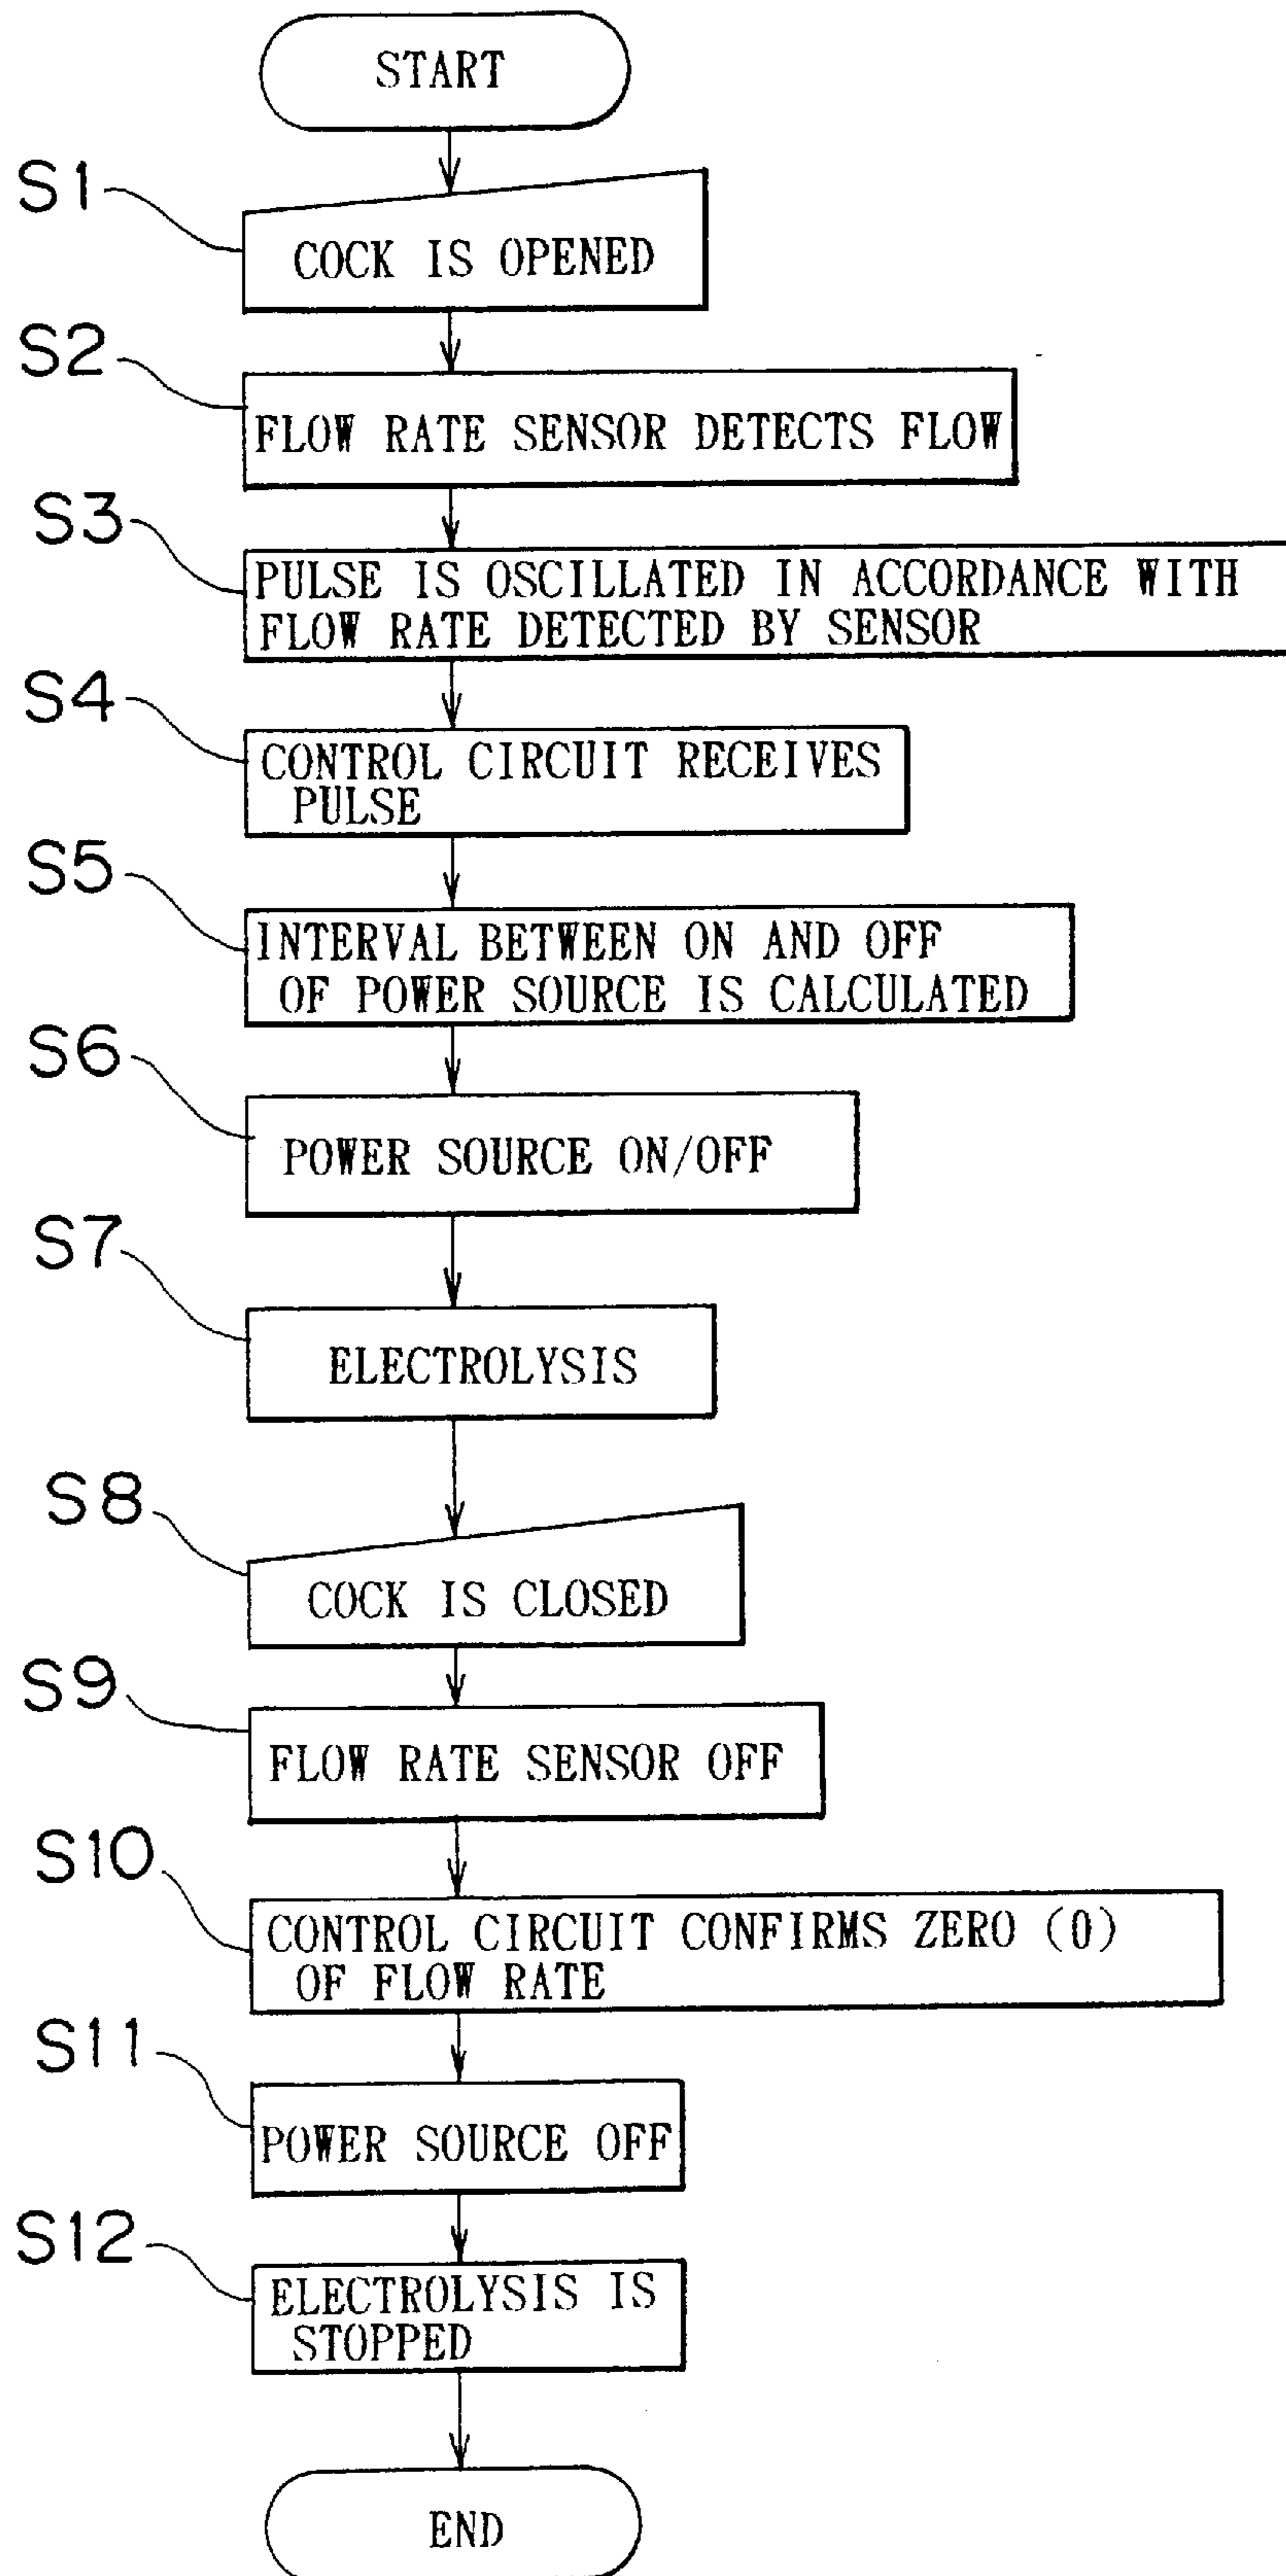 START
S1
COCK IS OPENED
S2
FLOW RATE SENSOR DETECTS FLOW
S3
PULSE IS OSCILLATED IN ACCORDANCE WITH
FLOW RATE DETECTED BY SENSOR
S4
CONTROL CIRCUIT RECEIVES
PULSE
S5
INTERVAL BETWEEN ON AND OFF
OF POWER SOURCE IS CALCULATED
S6
POWER SOURCE ON/OFF
S7
ELECTROLYSIS
S8
COCK IS CLOSED
S9
FLOW RATE SENSOR OFF
S10
CONTROL CIRCUIT CONFIRMS ZERO (0)
OF FLOW RATE
S11
POWER SOURCE OFF
S12
ELECTROLYSIS IS
STOPPED
END